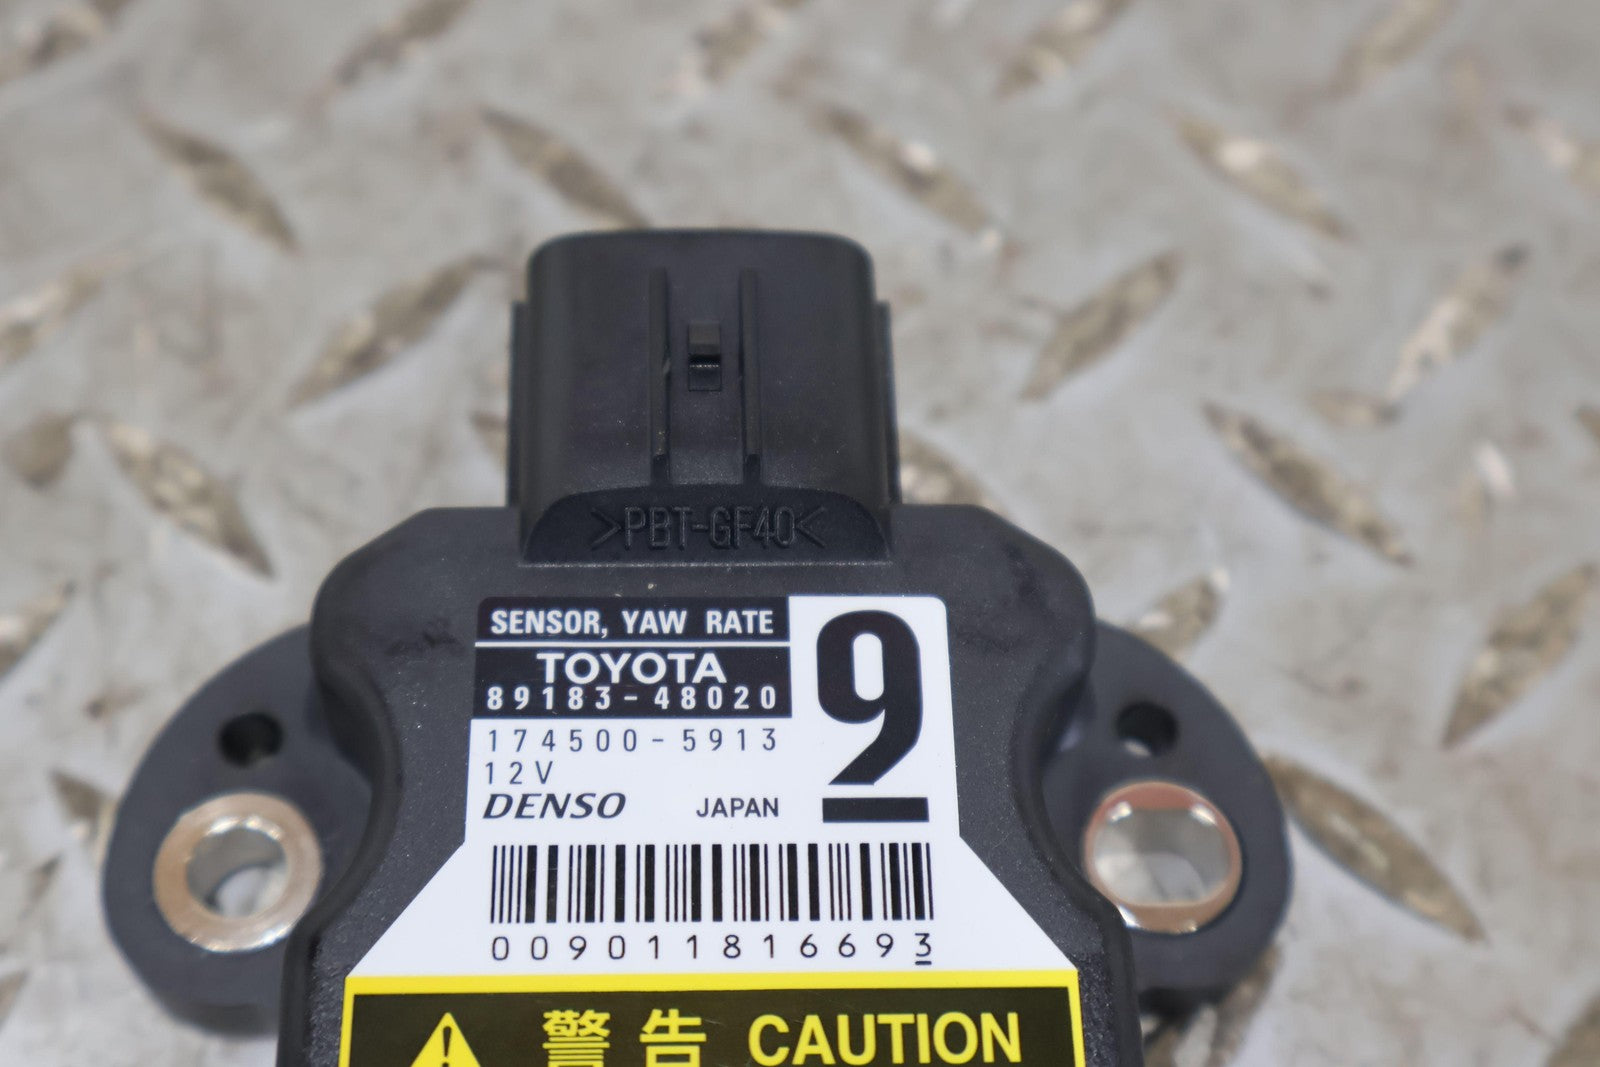 >PBT-GF40<
SENSOR, YAW RATE
TOYOTA
89183-48020
9
174500-5913
12V
DENSO JAPAN
009011816693
警告 CAUTION